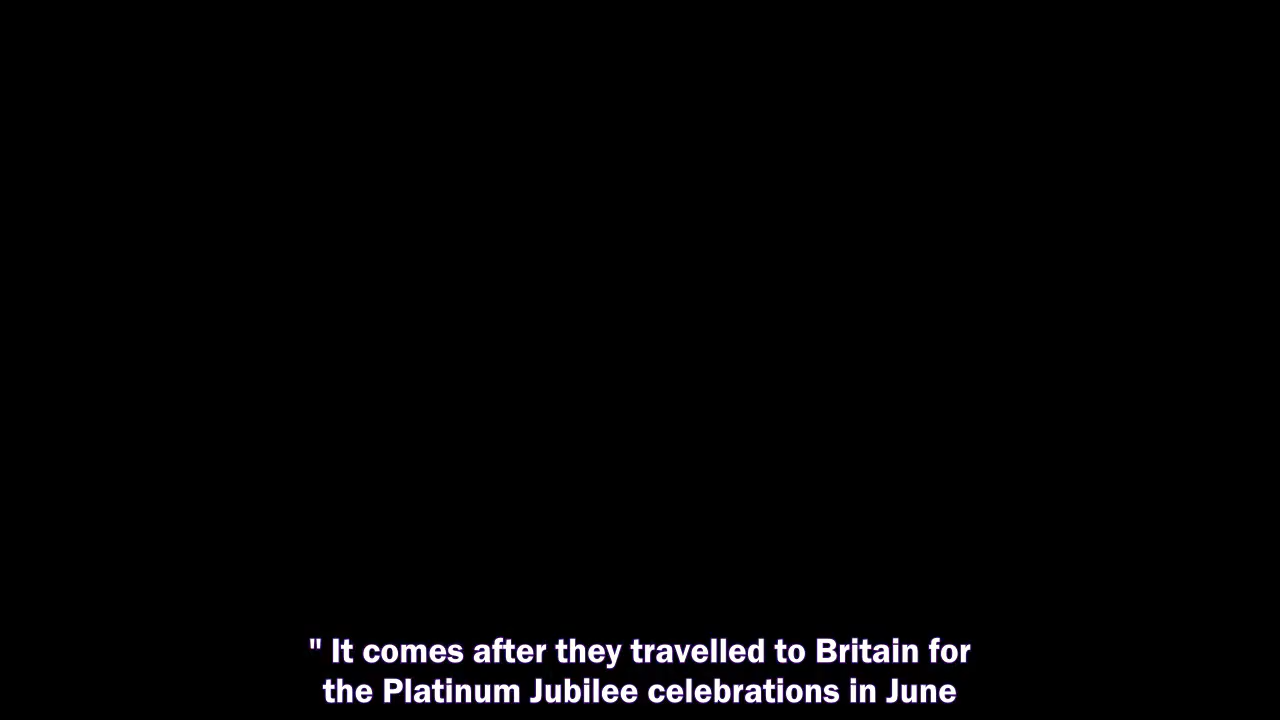 " It comes after they travelled to Britain for
the Platinum Jubilee celebrations in June